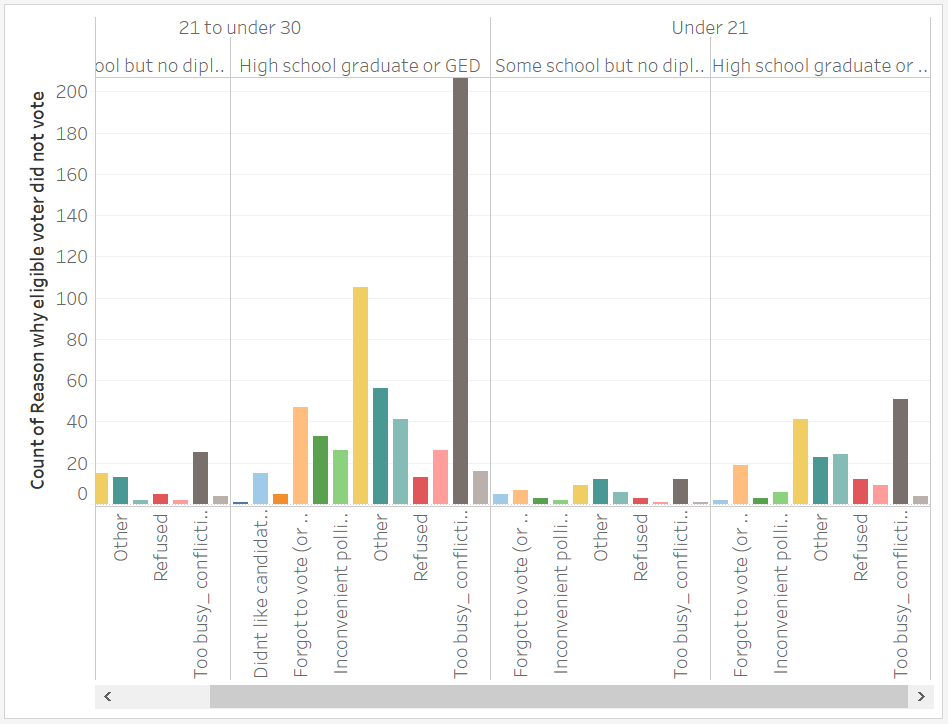 21 to under 30
Under 21
ool but no dipl..
High school graduate or GED
Some school but no dipl..
High school graduate or ..
Count of Reason why eligible voter did not vote
200
180
160
140
120
100
80
60
40
20
0
Other
Refused
Too busy_ conflicti..
Didnt like candidat..
Forgot to vote (or ..
Inconvenient polli..
Other
Refused
Too busy_ conflicti..
Forgot to vote (or ..
Inconvenient polli..
Other
Refused
Too busy_ conflicti..
Forgot to vote (or ..
Inconvenient polli..
Other
Refused
Too busy_ conflicti..